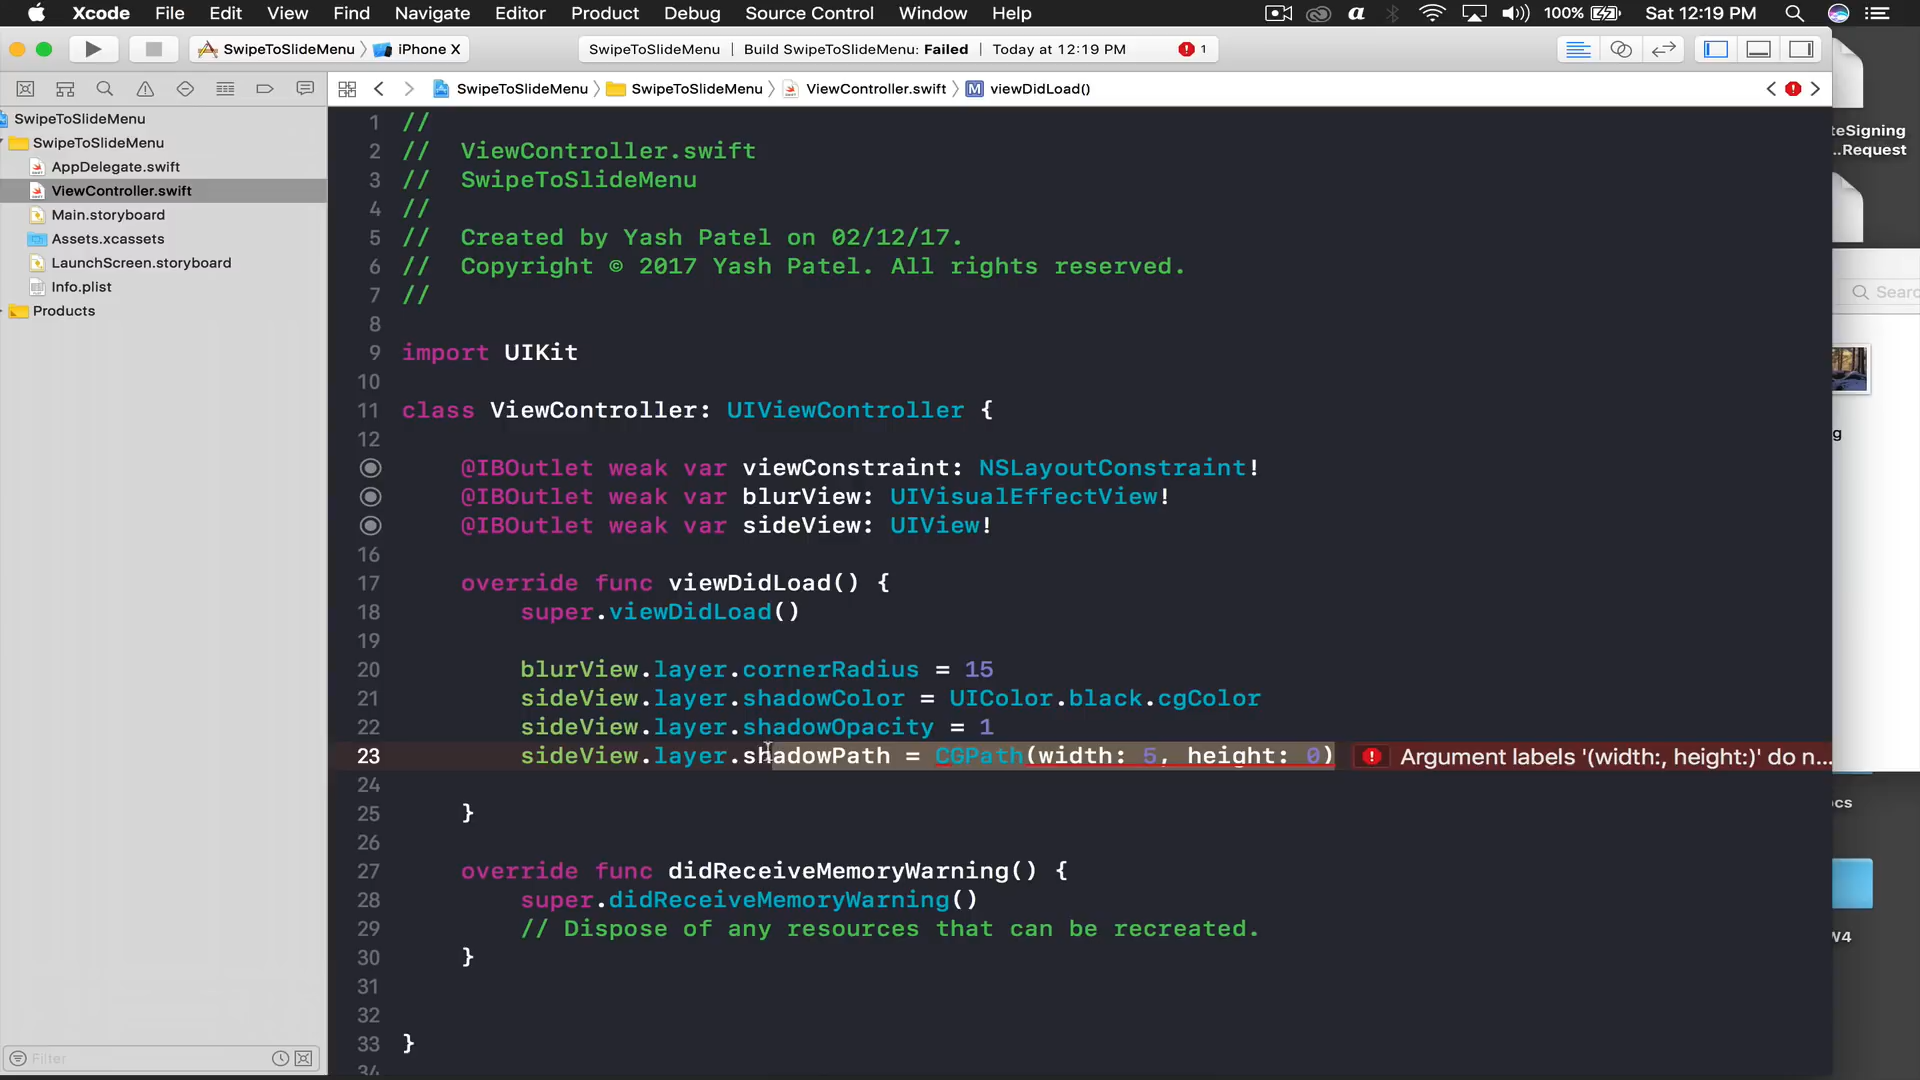 Xcode File Edit View Find Navigate Editor Product Debug Source Control Window Help 100% Sat 12:19 PM
SwipeToSlideMenu iPhone X SwipeToSlideMenu Build SwipeToSlideMenu: Failed Today at 12:19 PM 1
SwipeToSlideMenu SwipeToSlideMenu ViewController.swift M viewDidLoad()
SwipeToSlideMenu
SwipeToSlideMenu
AppDelegate.swift
ViewController.swift
Main.storyboard
Assets.xcassets
LaunchScreen.storyboard
Info.plist
Products
Filter
1 //
2 // ViewController.swift
3 // SwipeToSlideMenu
4 //
5 // Created by Yash Patel on 02/12/17.
6 // Copyright © 2017 Yash Patel. All rights reserved.
7 //
8
9 import UIKit
10
11 class ViewController: UIViewController {
12
@IBOutlet weak var viewConstraint: NSLayoutConstraint!
@IBOutlet weak var blurView: UIVisualEffectView!
@IBOutlet weak var sideView: UIView!
16
17 override func viewDidLoad() {
18 super.viewDidLoad()
19
20 blurView.layer.cornerRadius = 15
21 sideView.layer.shadowColor = UIColor.black.cgColor
22 sideView.layer.shadowOpacity = 1
23 sideView.layer.shadowPath = CGPath(width: 5, height: 0) Argument labels '(width:, height:)' do n...
24
25 }
26
27 override func didReceiveMemoryWarning() {
28 super.didReceiveMemoryWarning()
29 // Dispose of any resources that can be recreated.
30 }
31
32
33 }
34
teSigning
...Request
Searc
g
cs